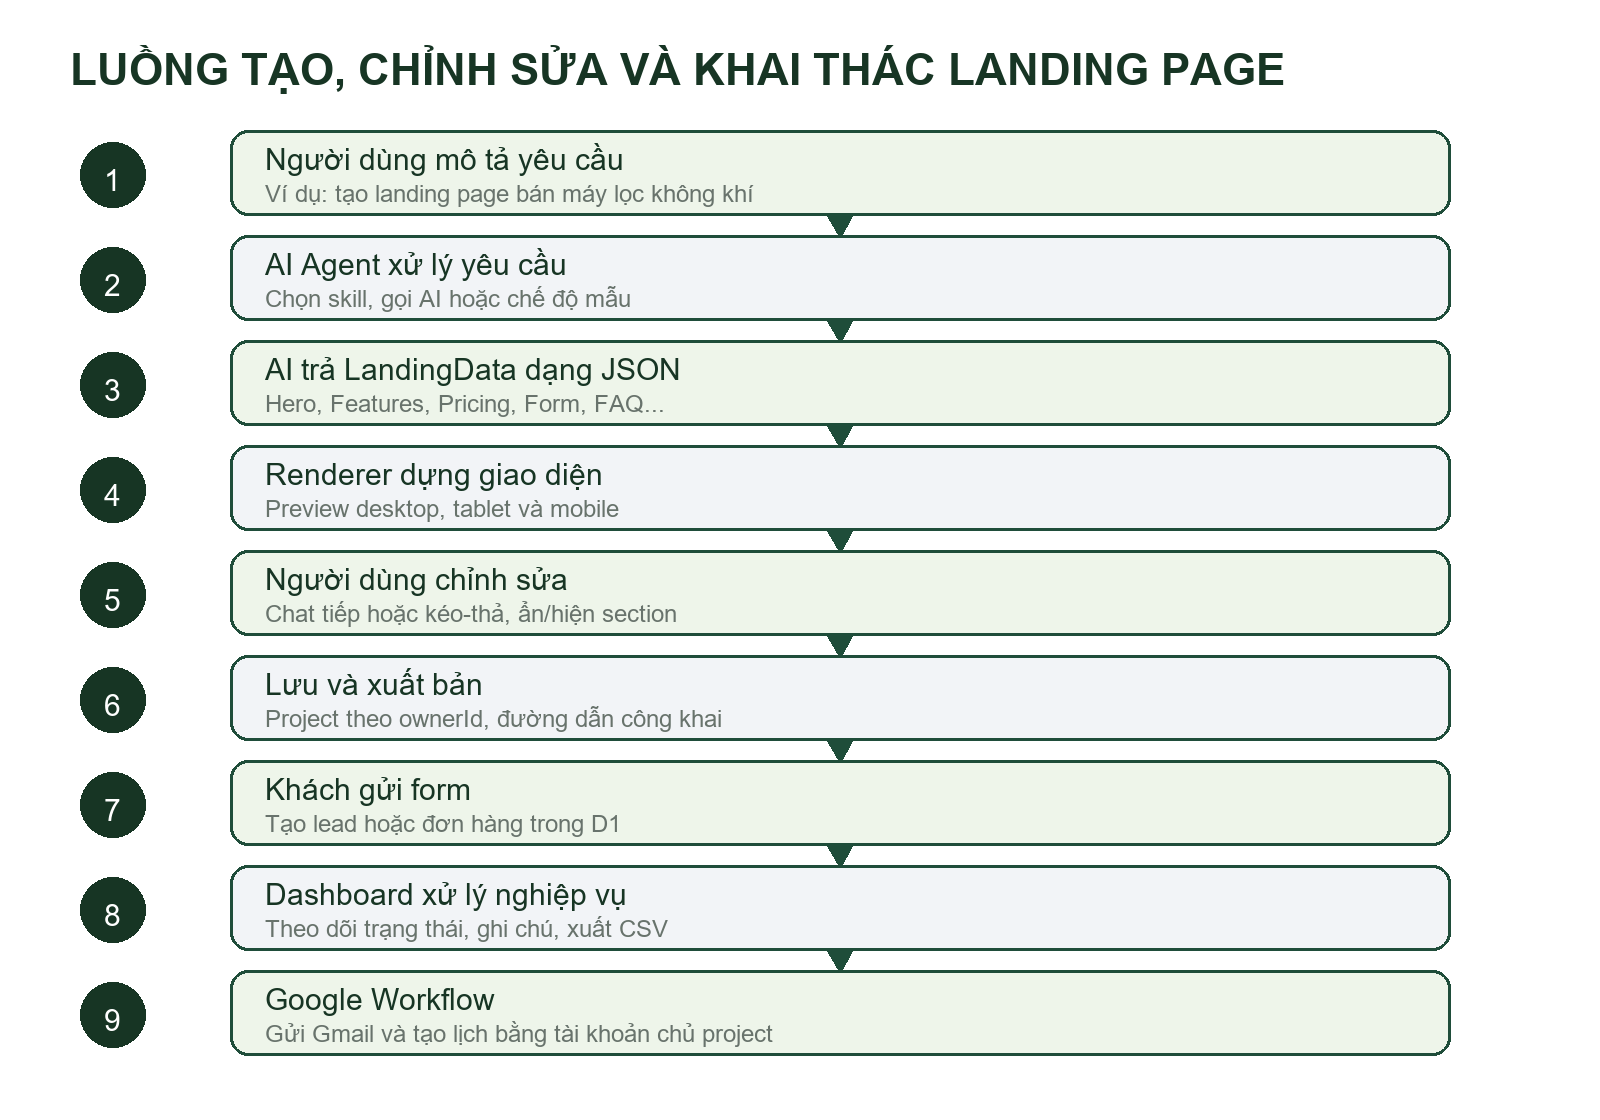 LUỒNG TẠO, CHỈNH SỬA VÀ KHAI THÁC LANDING PAGE
1
Người dùng mô tả yêu cầu
Ví dụ: tạo landing page bán máy lọc không khí
2
AI Agent xử lý yêu cầu
Chọn skill, gọi AI hoặc chế độ mẫu
3
AI trả LandingData dạng JSON
Hero, Features, Pricing, Form, FAQ...
4
Renderer dựng giao diện
Preview desktop, tablet và mobile
5
Người dùng chỉnh sửa
Chat tiếp hoặc kéo-thả, ẩn/hiện section
6
Lưu và xuất bản
Project theo ownerId, đường dẫn công khai
7
Khách gửi form
Tạo lead hoặc đơn hàng trong D1
8
Dashboard xử lý nghiệp vụ
Theo dõi trạng thái, ghi chú, xuất CSV
9
Google Workflow
Gửi Gmail và tạo lịch bằng tài khoản chủ project